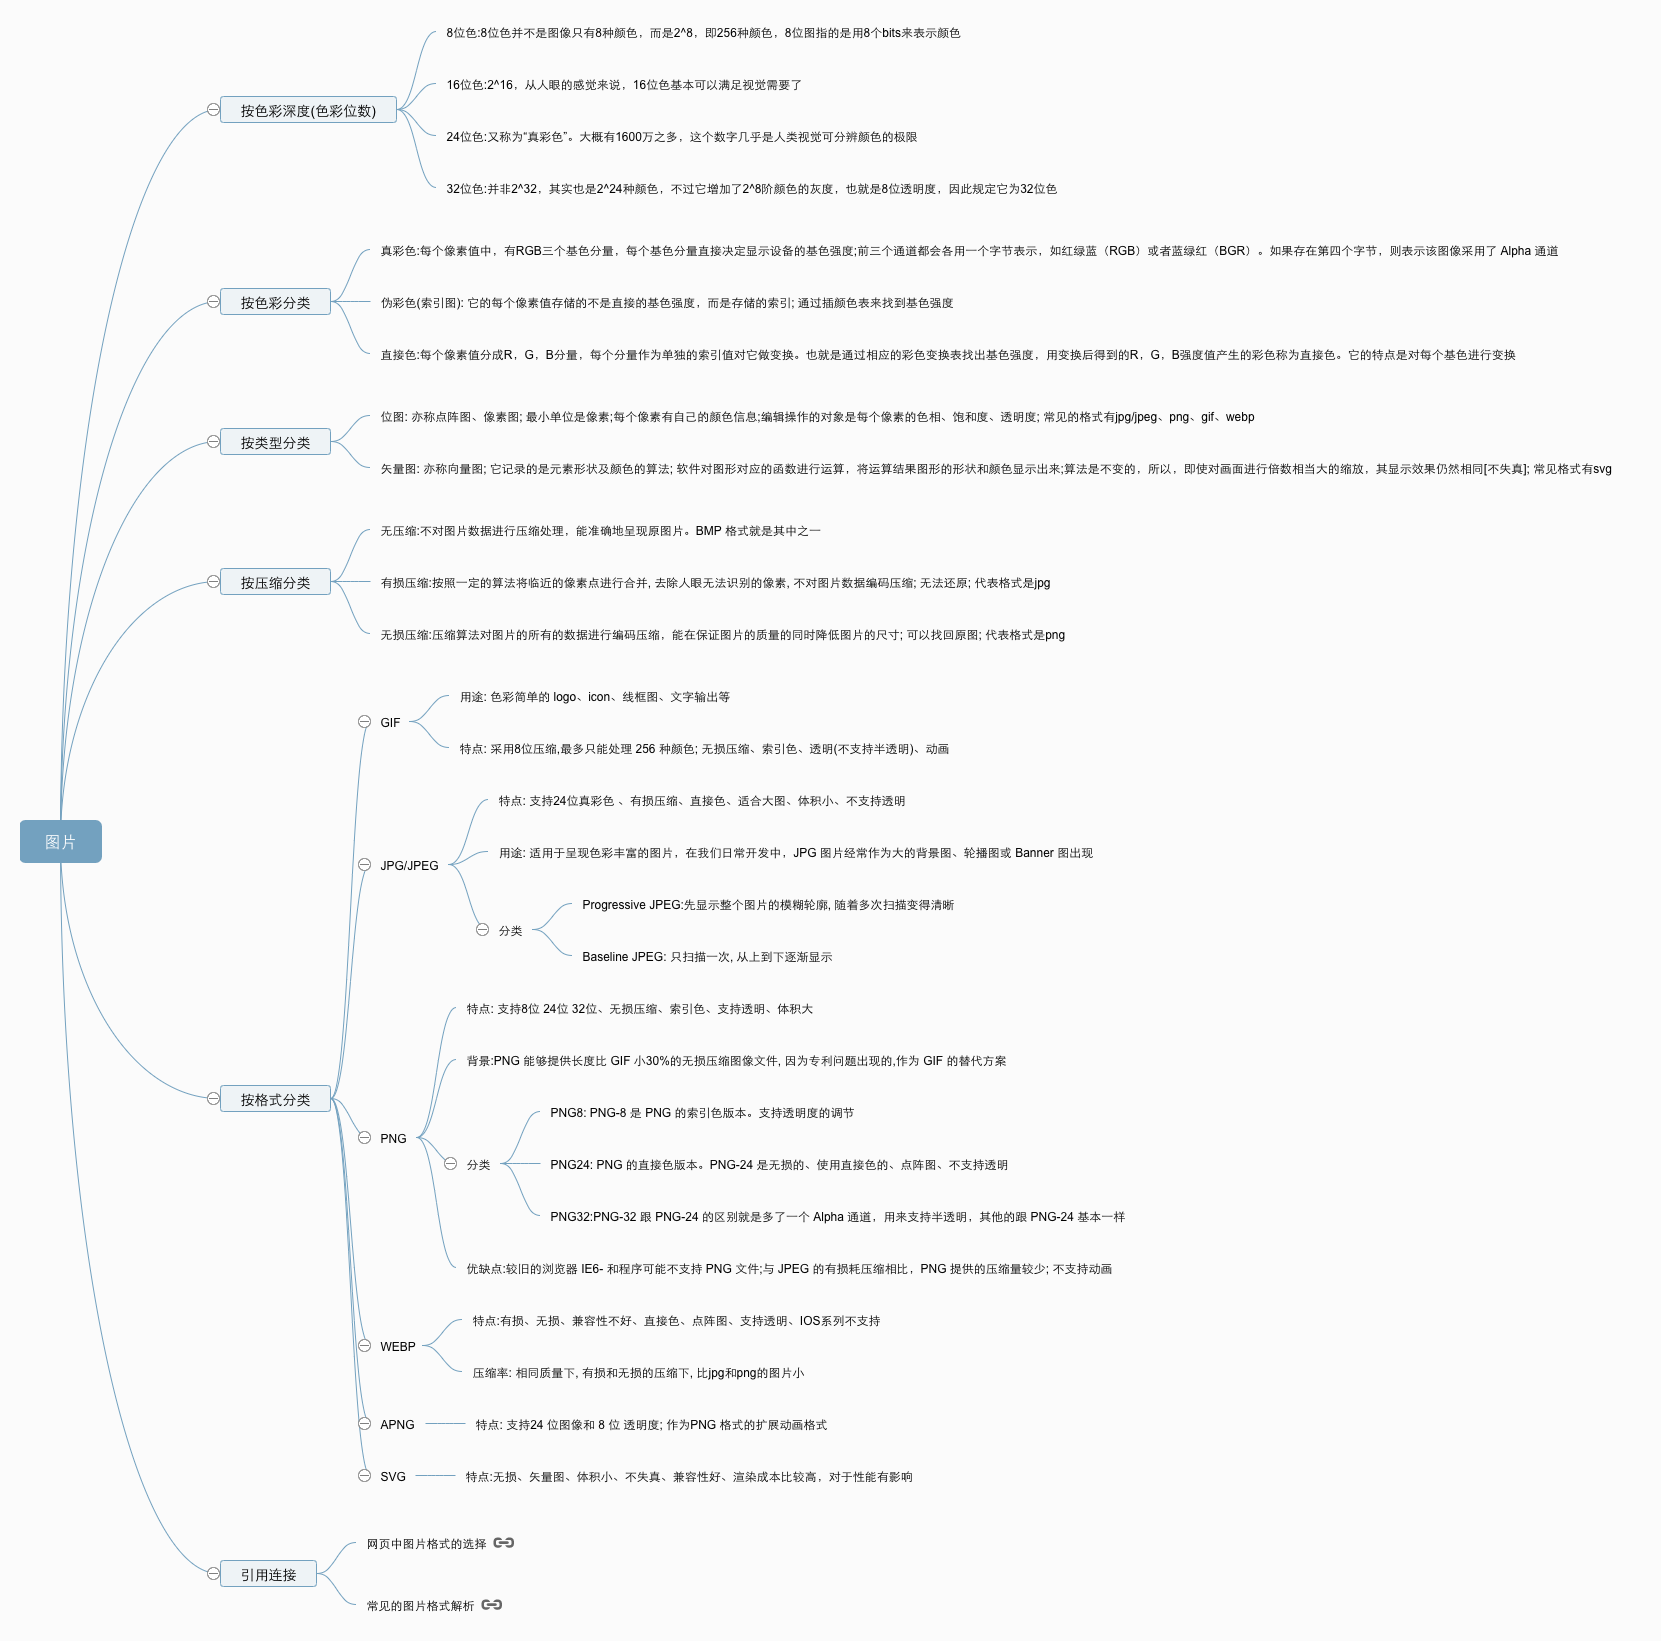 8位色:8位色并不是图像只有8种颜色，而是2^8，即256种颜色，8位图指的是用8个bits来表示颜色
16位色:2^16，从人眼的感觉来说，16位色基本可以满足视觉需要了
按色彩深度(色彩位数)
24位色:又称为“真彩色”。大概有1600万之多，这个数字几乎是人类视觉可分辨颜色的极限
32位色:并非2^32，其实也是2^24种颜色，不过它增加了2^8阶颜色的灰度，也就是8位透明度，因此规定它为32位色
真彩色:每个像素值中，有RGB三个基色分量，每个基色分量直接决定显示设备的基色强度;前三个通道都会各用一个字节表示，如红绿蓝（RGB）或者蓝绿红（BGR）。如果存在第四个字节，则表示该图像采用了 Alpha 通道
按色彩分类
伪彩色(索引图): 它的每个像素值存储的不是直接的基色强度，而是存储的索引; 通过插颜色表来找到基色强度
直接色:每个像素值分成R，G，B分量，每个分量作为单独的索引值对它做变换。也就是通过相应的彩色变换表找出基色强度，用变换后得到的R，G，B强度值产生的彩色称为直接色。它的特点是对每个基色进行变换
位图: 亦称点阵图、像素图; 最小单位是像素;每个像素有自己的颜色信息;编辑操作的对象是每个像素的色相、饱和度、透明度; 常见的格式有jpg/jpeg、png、gif、webp
按类型分类
矢量图: 亦称向量图; 它记录的是元素形状及颜色的算法; 软件对图形对应的函数进行运算，将运算结果图形的形状和颜色显示出来;算法是不变的，所以，即使对画面进行倍数相当大的缩放，其显示效果仍然相同[不失真]; 常见格式有svg
无压缩:不对图片数据进行压缩处理，能准确地呈现原图片。BMP 格式就是其中之一
按压缩分类
有损压缩:按照一定的算法将临近的像素点进行合并, 去除人眼无法识别的像素, 不对图片数据编码压缩; 无法还原; 代表格式是jpg
无损压缩:压缩算法对图片的所有的数据进行编码压缩，能在保证图片的质量的同时降低图片的尺寸; 可以找回原图; 代表格式是png
用途: 色彩简单的 logo、icon、线框图、文字输出等
GIF
特点: 采用8位压缩,最多只能处理 256 种颜色; 无损压缩、索引色、透明(不支持半透明)、动画
特点: 支持24位真彩色 、有损压缩、直接色、适合大图、体积小、不支持透明
图片
用途: 适用于呈现色彩丰富的图片，在我们日常开发中，JPG 图片经常作为大的背景图、轮播图或 Banner 图出现
JPG/JPEG
Progressive JPEG:先显示整个图片的模糊轮廓, 随着多次扫描变得清晰
分类
Baseline JPEG: 只扫描一次, 从上到下逐渐显示
特点: 支持8位 24位 32位、无损压缩、索引色、支持透明、体积大
背景:PNG 能够提供长度比 GIF 小30%的无损压缩图像文件, 因为专利问题出现的,作为 GIF 的替代方案
按格式分类
PNG8: PNG-8 是 PNG 的索引色版本。支持透明度的调节
PNG
分类
PNG24: PNG 的直接色版本。PNG-24 是无损的、使用直接色的、点阵图、不支持透明
PNG32:PNG-32 跟 PNG-24 的区别就是多了一个 Alpha 通道，用来支持半透明，其他的跟 PNG-24 基本一样
优缺点:较旧的浏览器 IE6- 和程序可能不支持 PNG 文件;与 JPEG 的有损耗压缩相比，PNG 提供的压缩量较少; 不支持动画
特点:有损、无损、兼容性不好、直接色、点阵图、支持透明、IOS系列不支持
WEBP
压缩率: 相同质量下, 有损和无损的压缩下, 比jpg和png的图片小
APNG
特点: 支持24 位图像和 8 位 透明度; 作为PNG 格式的扩展动画格式
SVG
特点:无损、矢量图、体积小、不失真、兼容性好、渲染成本比较高，对于性能有影响
网页中图片格式的选择
引用连接
常见的图片格式解析